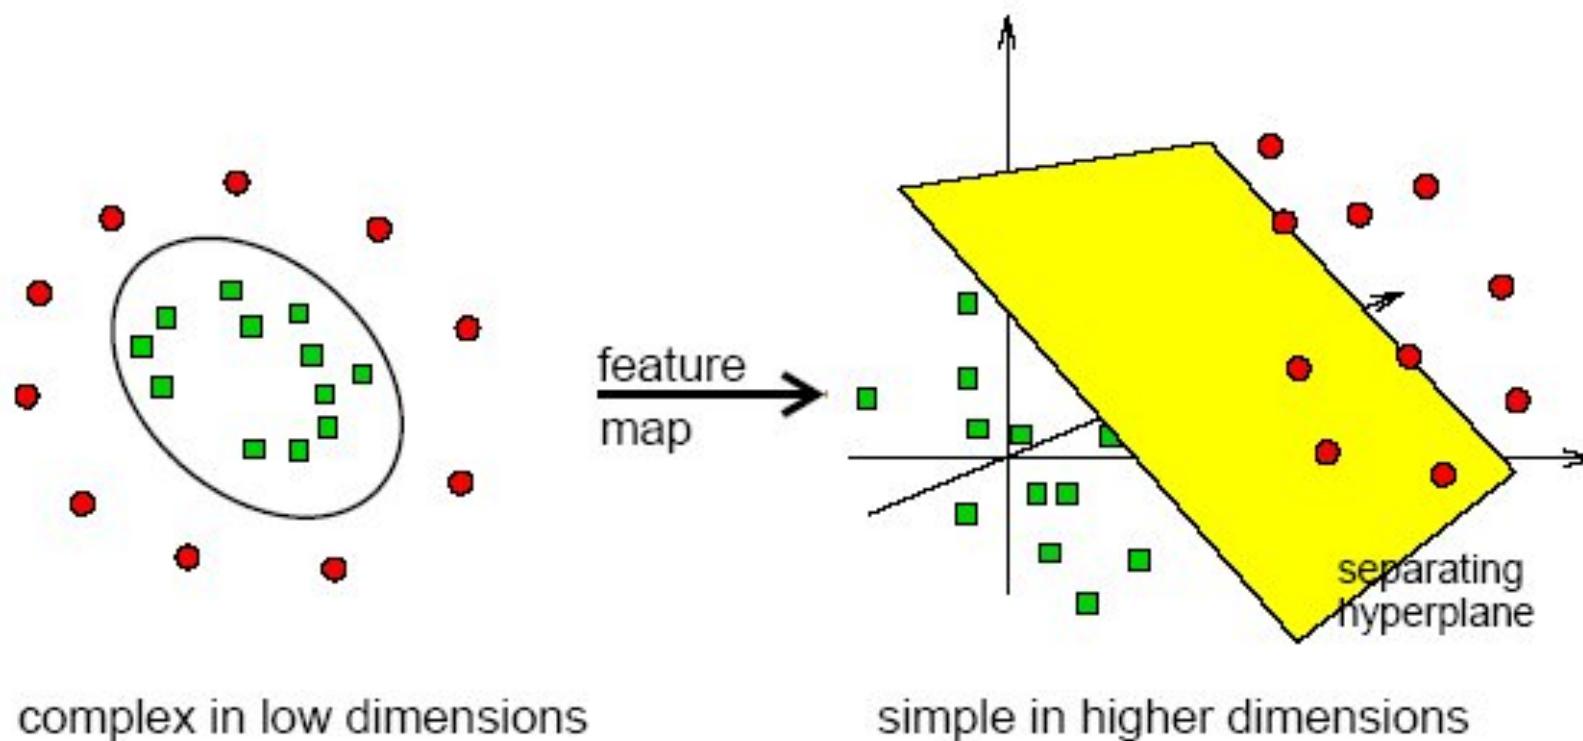 feature
map
separating
hyperplane
complex in low dimensions
simple in higher dimensions